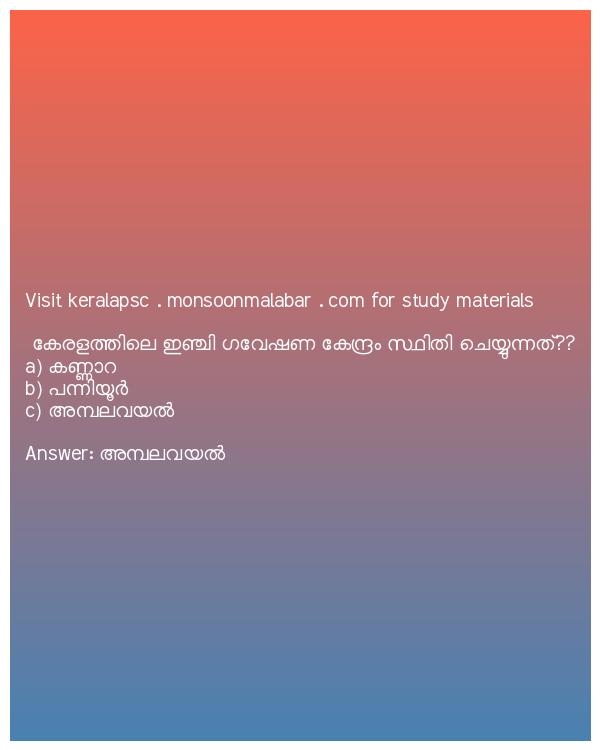 Visit keralapsc . monsoonmalabar . com for study materials
കേരളത്തിലെ ഇഞ്ചി ഗവേഷണ കേന്ദ്രം സ്ഥിതി ചെയ്യുന്നത്??
a) കണ്ണാറ
b) പന്നിയൂർ
c) അമ്പലവയൽ
Answer: അമ്പലവയൽ